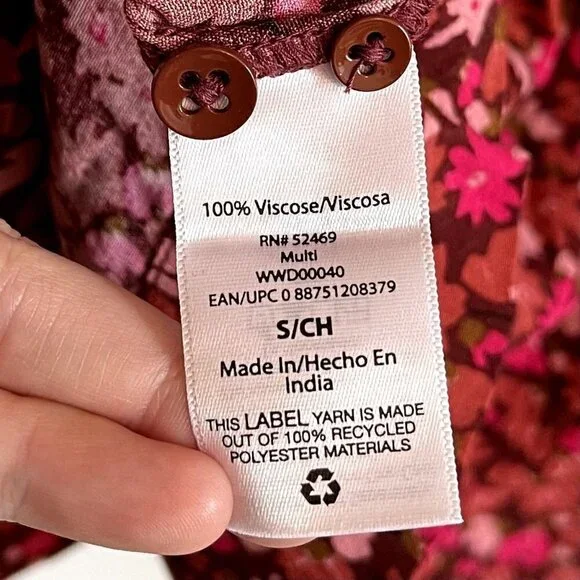 100% Viscose/Viscosa
RN# 52469
Multi
WWD00040
EAN/UPC 0 88751208379
S/CH
Made In/Hecho En
India
THIS LABEL YARN IS MADE
OUT OF 100% RECYCLED
POLYESTER MATERIALS